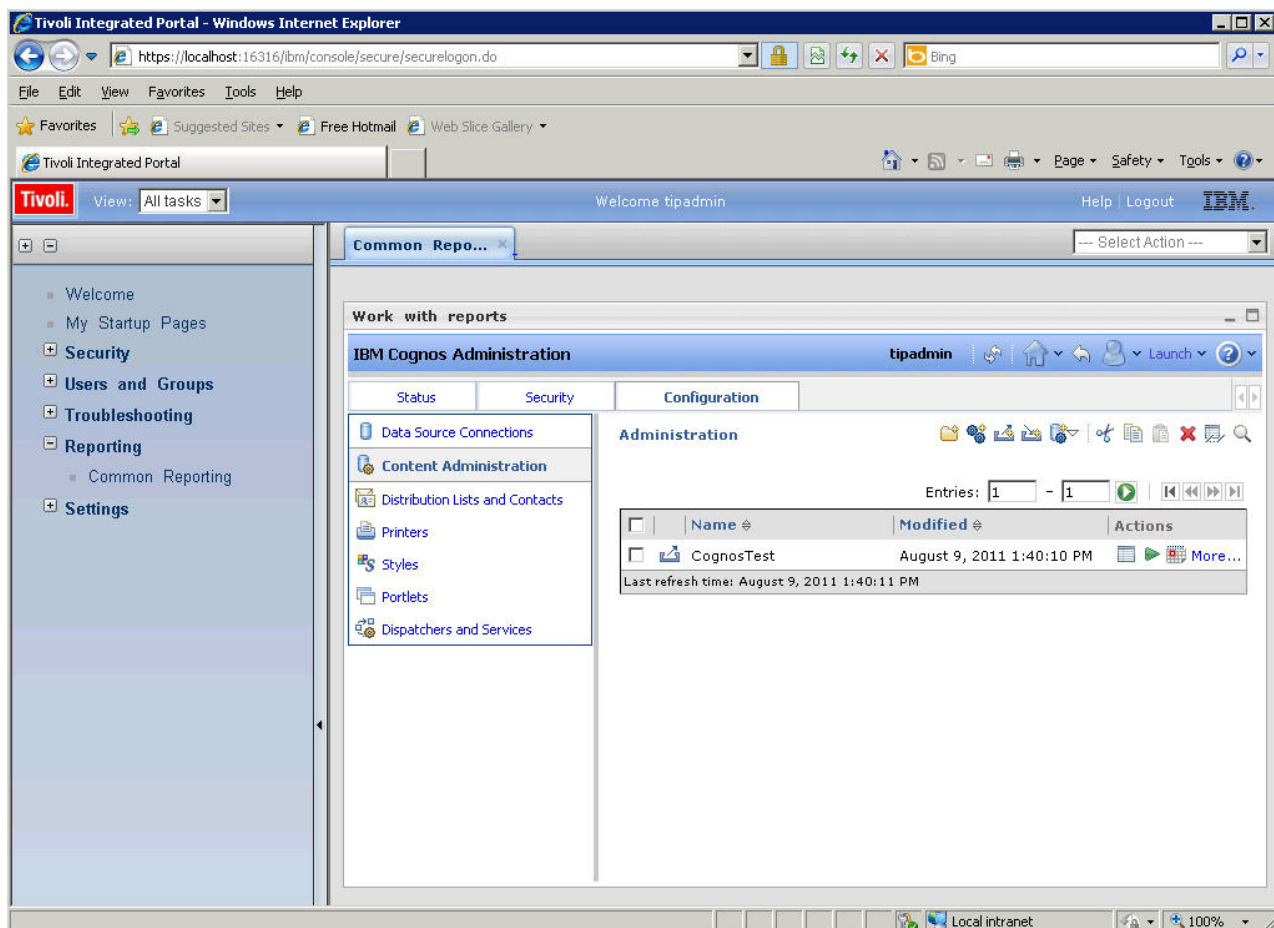 Tivoli Integrated Portal - Windows Internet Explorer
https://localhost:16316/ibm/console/secure/securelogon.do
Bing
File Edit View Favorites Tools Help
Favorites Suggested Sites Free Hotmail Web Slice Gallery
Tivoli Integrated Portal
Page Safety Tools
Tivoli. View: All tasks Welcome tipadmin Help Logout IBM.
Common Repo... --- Select Action ---
Welcome
My Startup Pages
Security
Users and Groups
Troubleshooting
Reporting
Common Reporting
Settings
Work with reports
IBM Cognos Administration tipadmin Launch
Status Security Configuration
Data Source Connections
Content Administration
Distribution Lists and Contacts
Printers
Styles
Portlets
Dispatchers and Services
Administration
Entries: 1 - 1
Name Modified Actions
CognosTest August 9, 2011 1:40:10 PM More...
Last refresh time: August 9, 2011 1:40:11 PM
Local intranet 100%